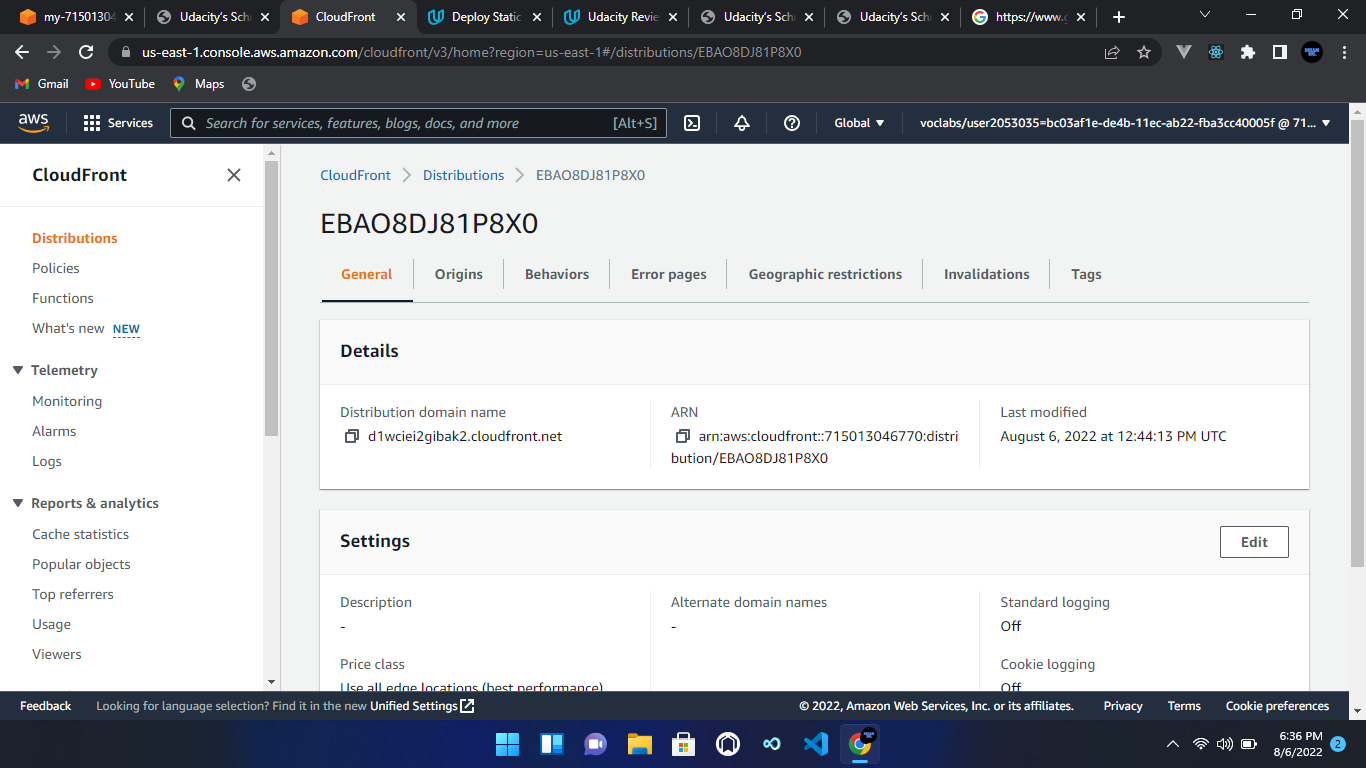 my-71501304
Udacity's Sch
CloudFront
Deploy Static
Udacity Revie
Udacity's Sch
Udacity's Sch
https://www.g
us-east-1.console.aws.amazon.com/cloudfront/v3/home?region=us-east-1#/distributions/EBAO8DJ81P8X0
Gmail
YouTube
Maps
aws
Services
Search for services, features, blogs, docs, and more
[Alt+S]
Global
voclabs/user2053035=bc03af1e-de4b-11ec-ab22-fba3cc40005f @ 71...
CloudFront
Distributions
Policies
Functions
What's new NEW
Telemetry
Monitoring
Alarms
Logs
Reports & analytics
Cache statistics
Popular objects
Top referrers
Usage
Viewers
CloudFront
Distributions
EBAO8DJ81P8X0
EBAO8DJ81P8X0
General
Origins
Behaviors
Error pages
Geographic restrictions
Invalidations
Tags
Details
Distribution domain name
d1wciei2gibak2.cloudfront.net
ARN
arn:aws:cloudfront::715013046770:distri
bution/EBAO8DJ81P8X0
Last modified
August 6, 2022 at 12:44:13 PM UTC
Settings
Edit
Description
-
Alternate domain names
-
Standard logging
Off
Price class
Use all edge locations (best performance)
Cookie logging
Off
Feedback
Looking for language selection? Find it in the new Unified Settings
© 2022, Amazon Web Services, Inc. or its affiliates.
Privacy
Terms
Cookie preferences
6:36 PM
8/6/2022
2